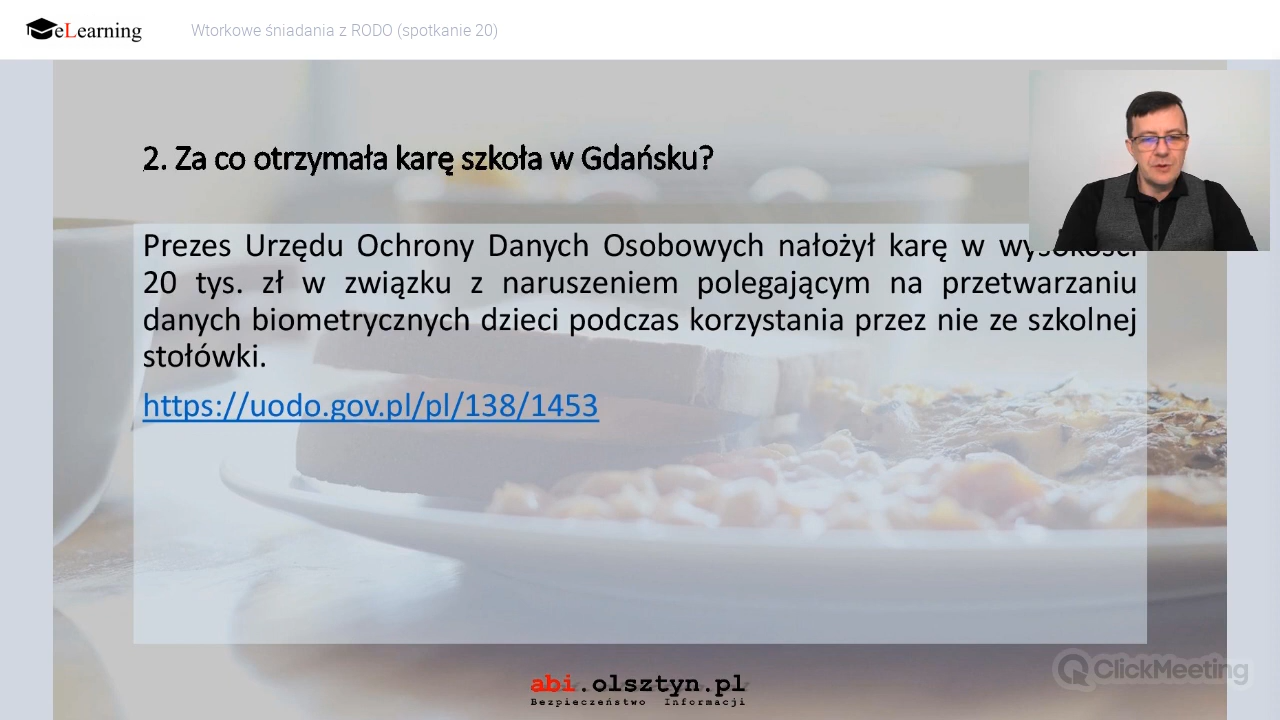 eLearning
Wtorkowe śniadania z RODO (spotkanie 20)
2. Za co otrzymała karę szkoła w Gdańsku?
Prezes Urzędu Ochrony Danych Osobowych nałożył karę w wysokości
20 tys. zł w związku z naruszeniem polegającym na przetwarzaniu
danych biometrycznych dzieci podczas korzystania przez nie ze szkolnej
stołówki.
https://uodo.gov.pl/pl/138/1453
ClickMeeting
abi.olsztyn.pl
Bezpieczeństwo Informacji